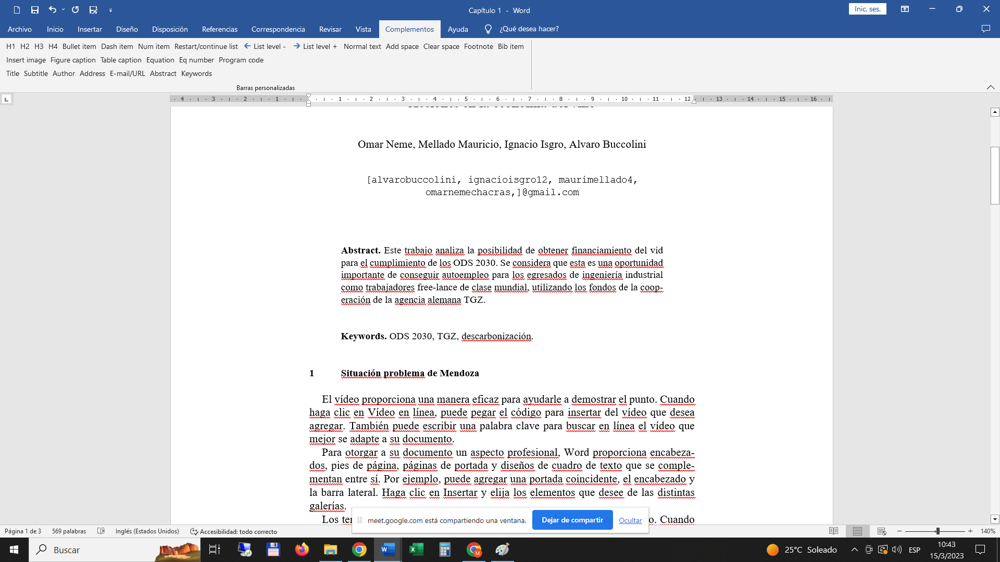 Capítulo 1 - Word
Inic. ses.
Archivo Inicio Insertar Diseño Disposición Referencias Correspondencia Revisar Vista Complementos Ayuda ¿Qué desea hacer?
H1 H2 H3 H4 Bullet item Dash item Num item Restart/continue list List level - List level + Normal text Add space Clear space Footnote Bib item
Insert image Figure caption Table caption Equation Eq number Program code
Title Subtitle Author Address E-mail/URL Abstract Keywords
Barras personalizadas
4 3 2 1 1 2 3 4 5 6 7 8 9 10 11 12 13 14 15 16
Omar Neme, Mellado Mauricio, Ignacio Isgro, Alvaro Buccolini
[alvarobuccolini, ignacioisgro12, maurimellado4,
omarnemechacras,]@gmail.com
Abstract. Este trabajo analiza la posibilidad de obtener financiamiento del vid
para el cumplimiento de los ODS 2030. Se considera que esta es una oportunidad
importante de conseguir autoempleo para los egresados de ingeniería industrial
como trabajadores free-lance de clase mundial, utilizando los fondos de la coop-
eración de la agencia alemana TGZ.
Keywords. ODS 2030, TGZ, descarbonización.
1 Situación problema de Mendoza
El vídeo proporciona una manera eficaz para ayudarle a demostrar el punto. Cuando
haga clic en Vídeo en línea, puede pegar el código para insertar del vídeo que desea
agregar. También puede escribir una palabra clave para buscar en línea el vídeo que
mejor se adapte a su documento.
Para otorgar a su documento un aspecto profesional, Word proporciona encabeza-
dos, pies de página, páginas de portada y diseños de cuadro de texto que se comple-
mentan entre sí. Por ejemplo, puede agregar una portada coincidente, el encabezado y
la barra lateral. Haga clic en Insertar y elija los elementos que desee de las distintas
galerías.
Los Cuando
meet.google.com está compartiendo una ventana. Dejar de compartir Ocultar
Página 1 de 3 569 palabras Inglés (Estados Unidos) Accesibilidad: todo correcto 140%
Buscar
25°C Soleado
ESP
10:43
15/3/2023